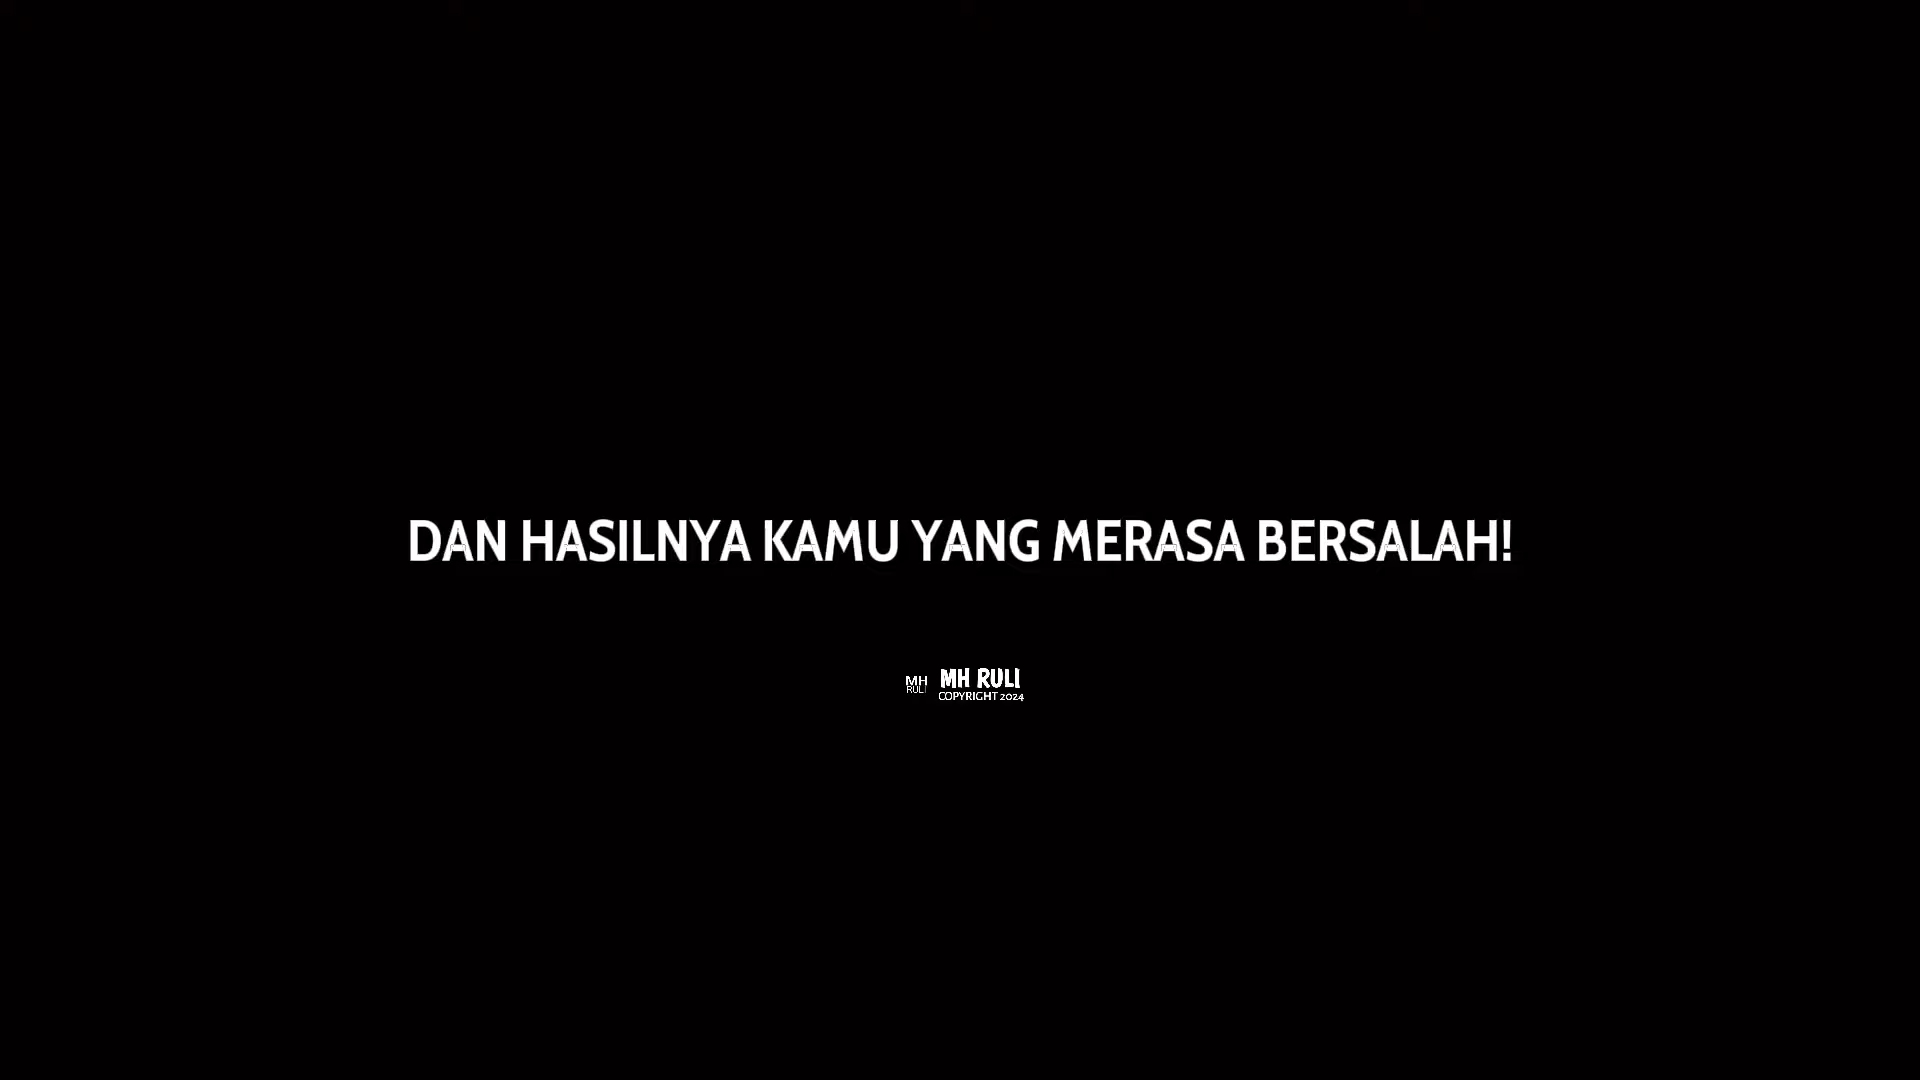 DAN HASILNYA KAMU YANG MERASA BERSALAH!
MH RULI
MH RULI
COPYRIGHT 2024